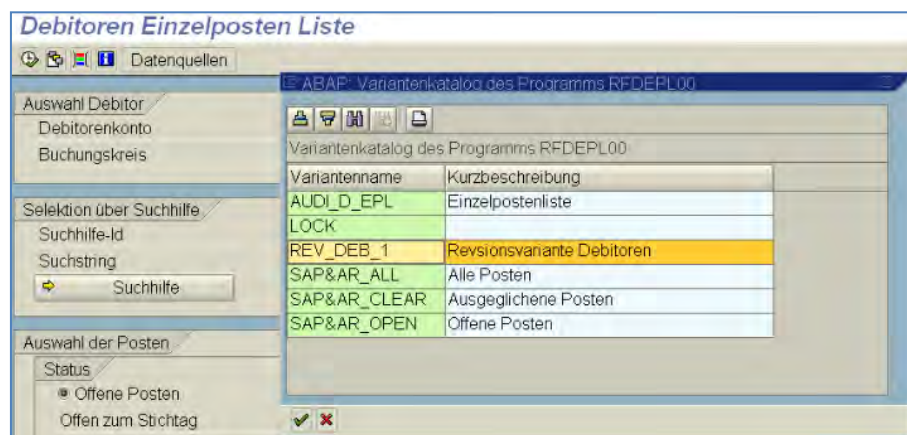 Debitoren Einzelposten Liste
Datenquellen
Auswahl Debitor
Debitorenkonto
Buchungskreis
Selektion über Suchhilfe
Suchhilfe-Id
Suchstring
Suchhilfe
Auswahl der Posten
Status
Offene Posten
Offen zum Stichtag
ABAP: Variantenkatalog des Programms RFDEPL00
Variantenkatalog des Programms RFDEPL00
Variantenname Kurzbeschreibung
AUDI_D_EPL Einzelpostenliste
LOCK
REV_DEB_1 Revsionsvariante Debitoren
SAP&AR_ALL Alle Posten
SAP&AR_CLEAR Ausgeglichene Posten
SAP&AR_OPEN Offene Posten